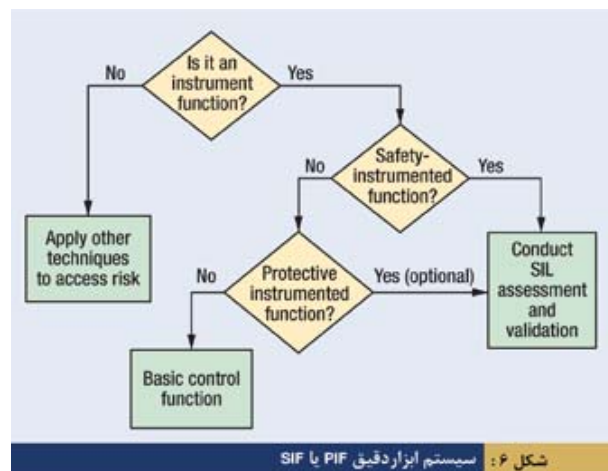 Is it an
instrument
function?
No
Yes
Safety-
instrumented
function?
No
Yes
Apply other
techniques
to access risk
Protective
instrumented
function?
No
Yes (optional)
Conduct
SIL
assessment
and
validation
Basic control
function
شکل ۶: سیستم ابزاردقیق PIF یا SIF